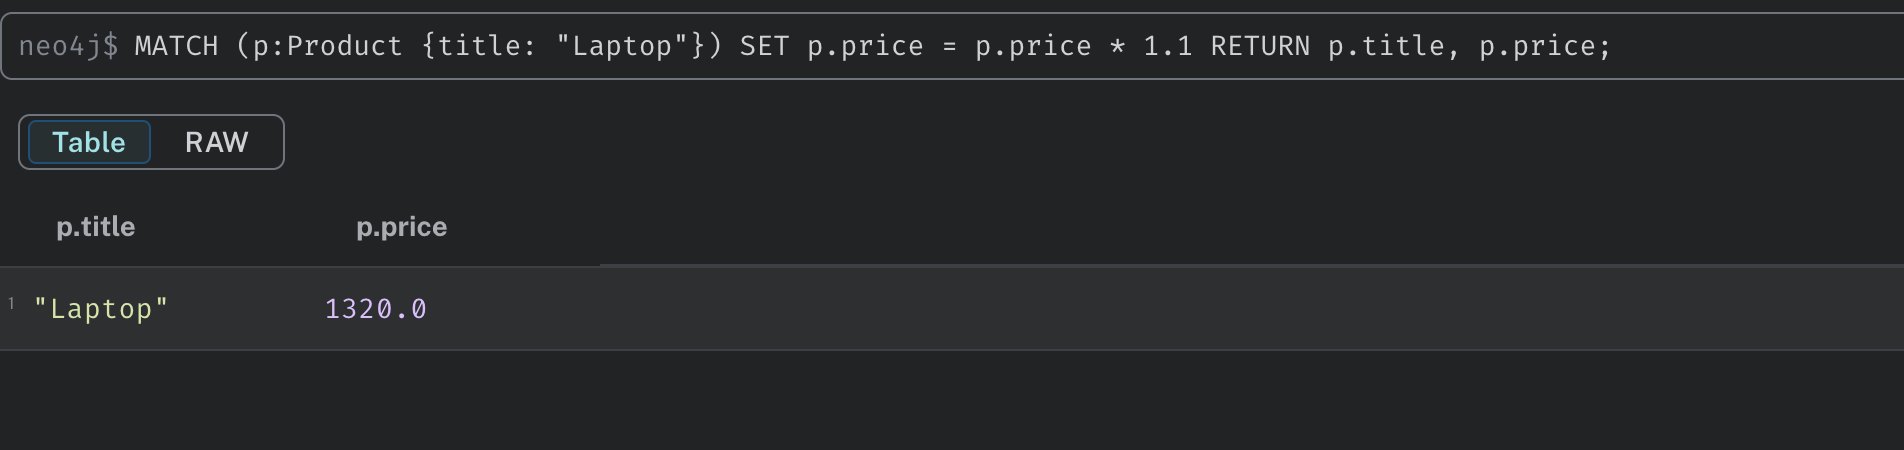 neo4j$ MATCH (p:Product {title: "Laptop"}) SET p.price = p.price * 1.1 RETURN p.title, p.price;
Table RAW
p.title p.price
1 "Laptop" 1320.0